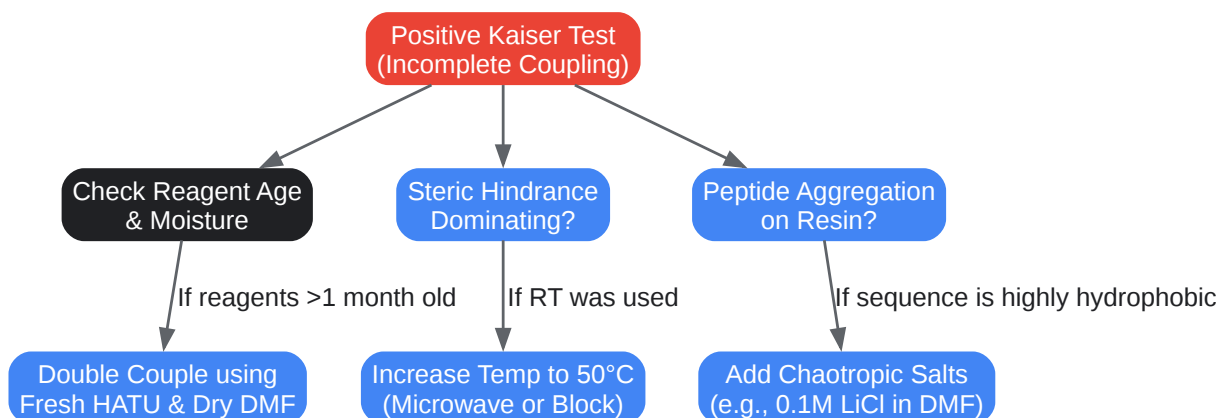 Positive Kaiser Test
(Incomplete Coupling)
Check Reagent Age
& Moisture
Steric Hindrance
Dominating?
Peptide Aggregation
on Resin?
If reagents >1 month old
If RT was used
If sequence is highly hydrophobic
Double Couple using
Fresh HATU & Dry DMF
Increase Temp to 50°C
(Microwave or Block)
Add Chaotropic Salts
(e.g., 0.1M LiCl in DMF)